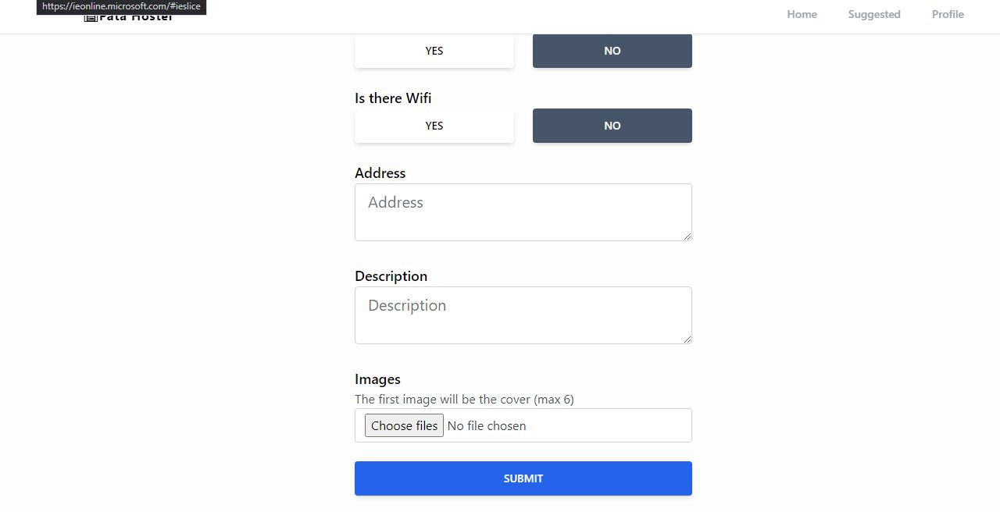 https://ieonline.microsoft.com/#ieslice
Pata Hostel
Home Suggested Profile
YES NO
Is there Wifi
YES NO
Address
Address
Description
Description
Images
The first image will be the cover (max 6)
Choose files No file chosen
SUBMIT